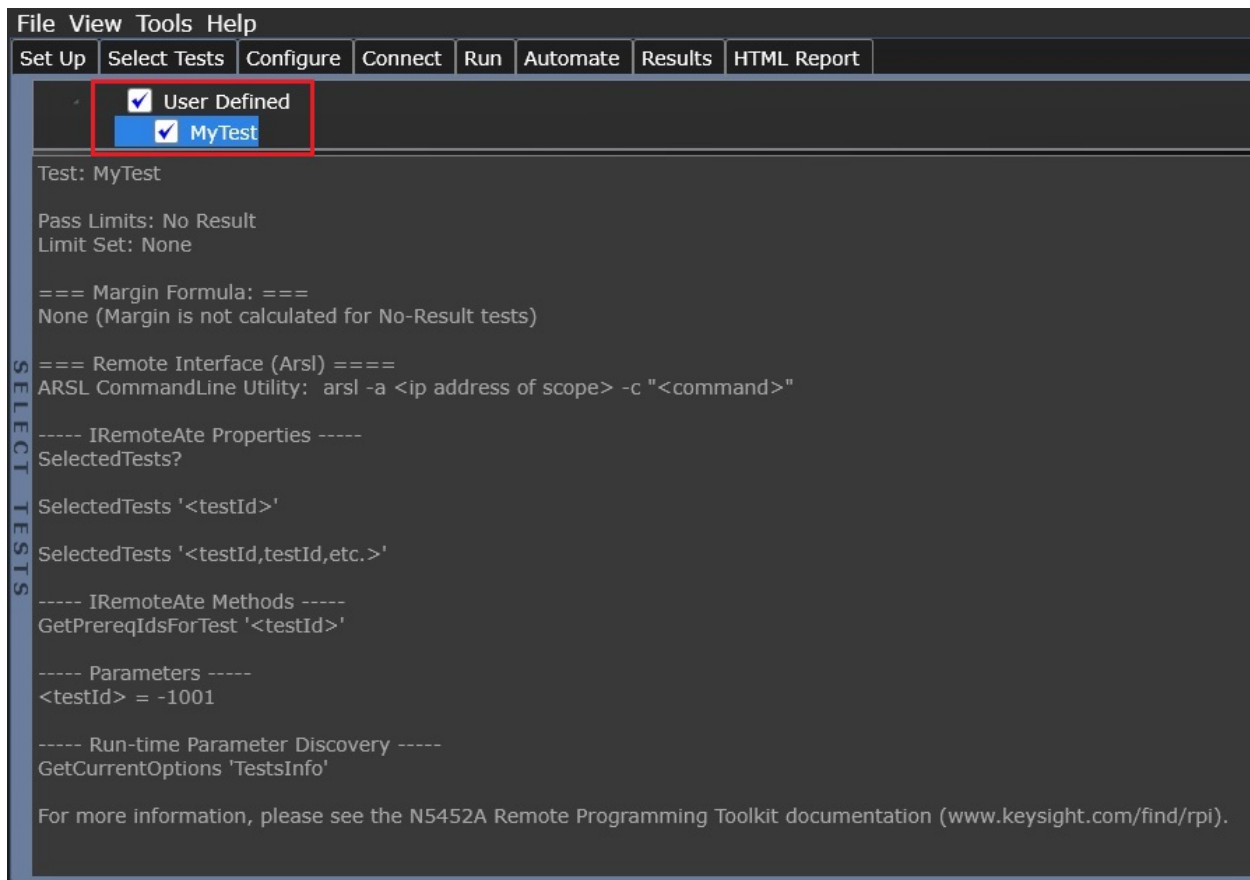 File View Tools Help
Set Up Select Tests Configure Connect Run Automate Results HTML Report
User Defined
MyTest
Test: MyTest
Pass Limits: No Result
Limit Set: None
=== Margin Formula: ===
None (Margin is not calculated for No-Result tests)
=== Remote Interface (Arsl) ====
ARSL CommandLine Utility:  arsl -a <ip address of scope> -c "<command>"
----- IRemoteAte Properties -----
SelectedTests?
SelectedTests '<testId>'
SelectedTests '<testId,testId,etc.>'
----- IRemoteAte Methods -----
GetPrereqIdsForTest '<testId>'
----- Parameters -----
<testId> = -1001
----- Run-time Parameter Discovery -----
GetCurrentOptions 'TestsInfo'
For more information, please see the N5452A Remote Programming Toolkit documentation (www.keysight.com/find/rpi).
SELECT TESTS